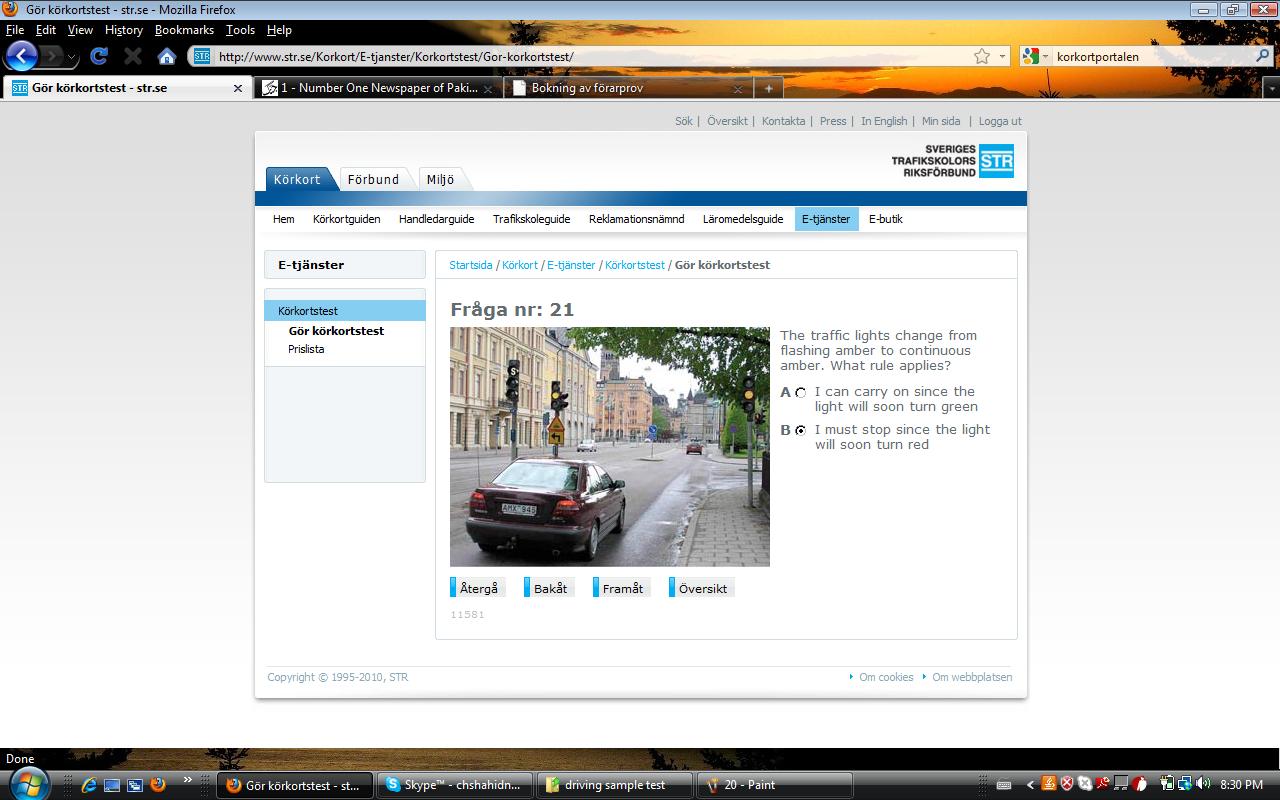 Gör körkortstest - str.se - Mozilla Firefox
File Edit View History Bookmarks Tools Help
http://www.str.se/Korkort/E-tjanster/Korkortstest/Gor-korkortstest/
korkortportalen
Gör körkortstest - str.se
1 - Number One Newspaper of Paki...
Bokning av förarprov
Sök | Översikt | Kontakta | Press | In English | Min sida | Logga ut
SVERIGES
TRAFIKSKOLORS
RIKSFÖRBUND
STR
Körkort Förbund Miljö
Hem Körkortguiden Handledarguide Trafikskoleguide Reklamationsnämnd Läromedelsguide E-tjänster E-butik
E-tjänster
Körkortstest
Gör körkortstest
Prislista
Startsida / Körkort / E-tjänster / Körkortstest / Gör körkortstest
Fråga nr: 21
S
AMX 945
The traffic lights change from
flashing amber to continuous
amber. What rule applies?
A I can carry on since the
light will soon turn green
B I must stop since the light
will soon turn red
Återgå Bakåt Framåt Översikt
11581
Copyright © 1995-2010, STR
Om cookies Om webbplatsen
Done
Gör körkortstest - st...
Skype™ - chshahidn...
driving sample test
20 - Paint
8:30 PM